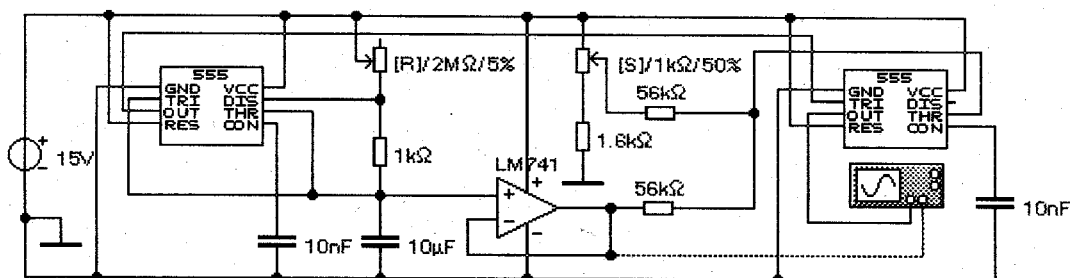 555
GND VCC
TRI DIS
OUT THR
RES CON
[R]/2MΩ/5%
[S]/1kΩ/50%
56kΩ
555
GND VCC
TRI DIS
OUT THR
RES CON
15V
1kΩ
1.6kΩ
LM741
56kΩ
10nF
10µF
10nF